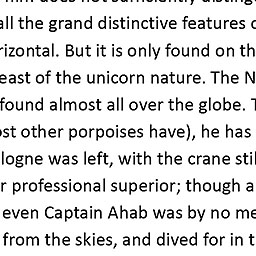 all the grand distinctive features
rizontal. But it is only found on th
east of the unicorn nature. The N
found almost all over the globe.
st other porpoises have), he has
logne was left, with the crane stil
r professional superior; though a
even Captain Ahab was by no me
from the skies, and dived for in t